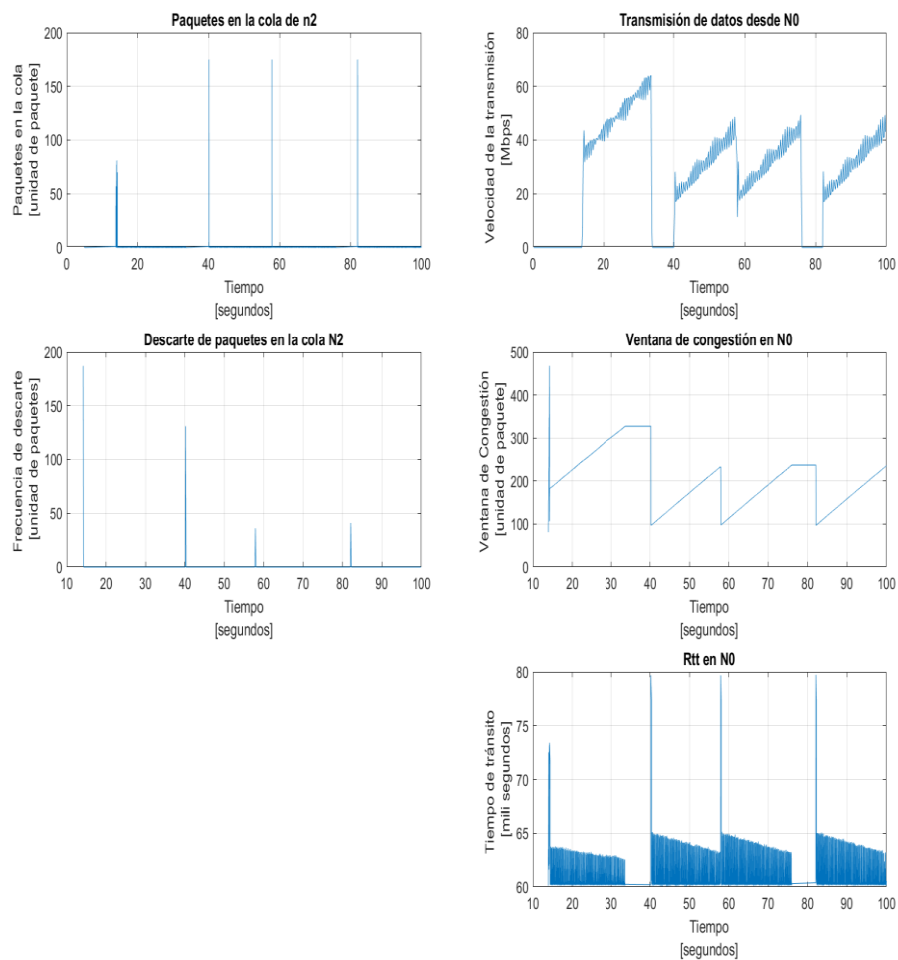 Paquetes en la cola de n2
Paquetes en la cola
[unidad de paquete]
200
150
100
50
0
0 20 40 60 80 100
Tiempo
[segundos]
Transmisión de datos desde N0
Velocidad de la transmisión
[Mbps]
80
60
40
20
0
0 20 40 60 80 100
Tiempo
[segundos]
Descarte de paquetes en la cola N2
Frecuencia de descarte
[unidad de paquetes]
200
150
100
50
0
10 20 30 40 50 60 70 80 90 100
Tiempo
[segundos]
Ventana de congestión en N0
Ventana de Congestión
[unidad de paquete]
500
400
300
200
100
0
10 20 30 40 50 60 70 80 90 100
Tiempo
[segundos]
Rtt en N0
Tiempo de tránsito
[mili segundos]
80
75
70
65
60
10 20 30 40 50 60 70 80 90 100
Tiempo
[segundos]